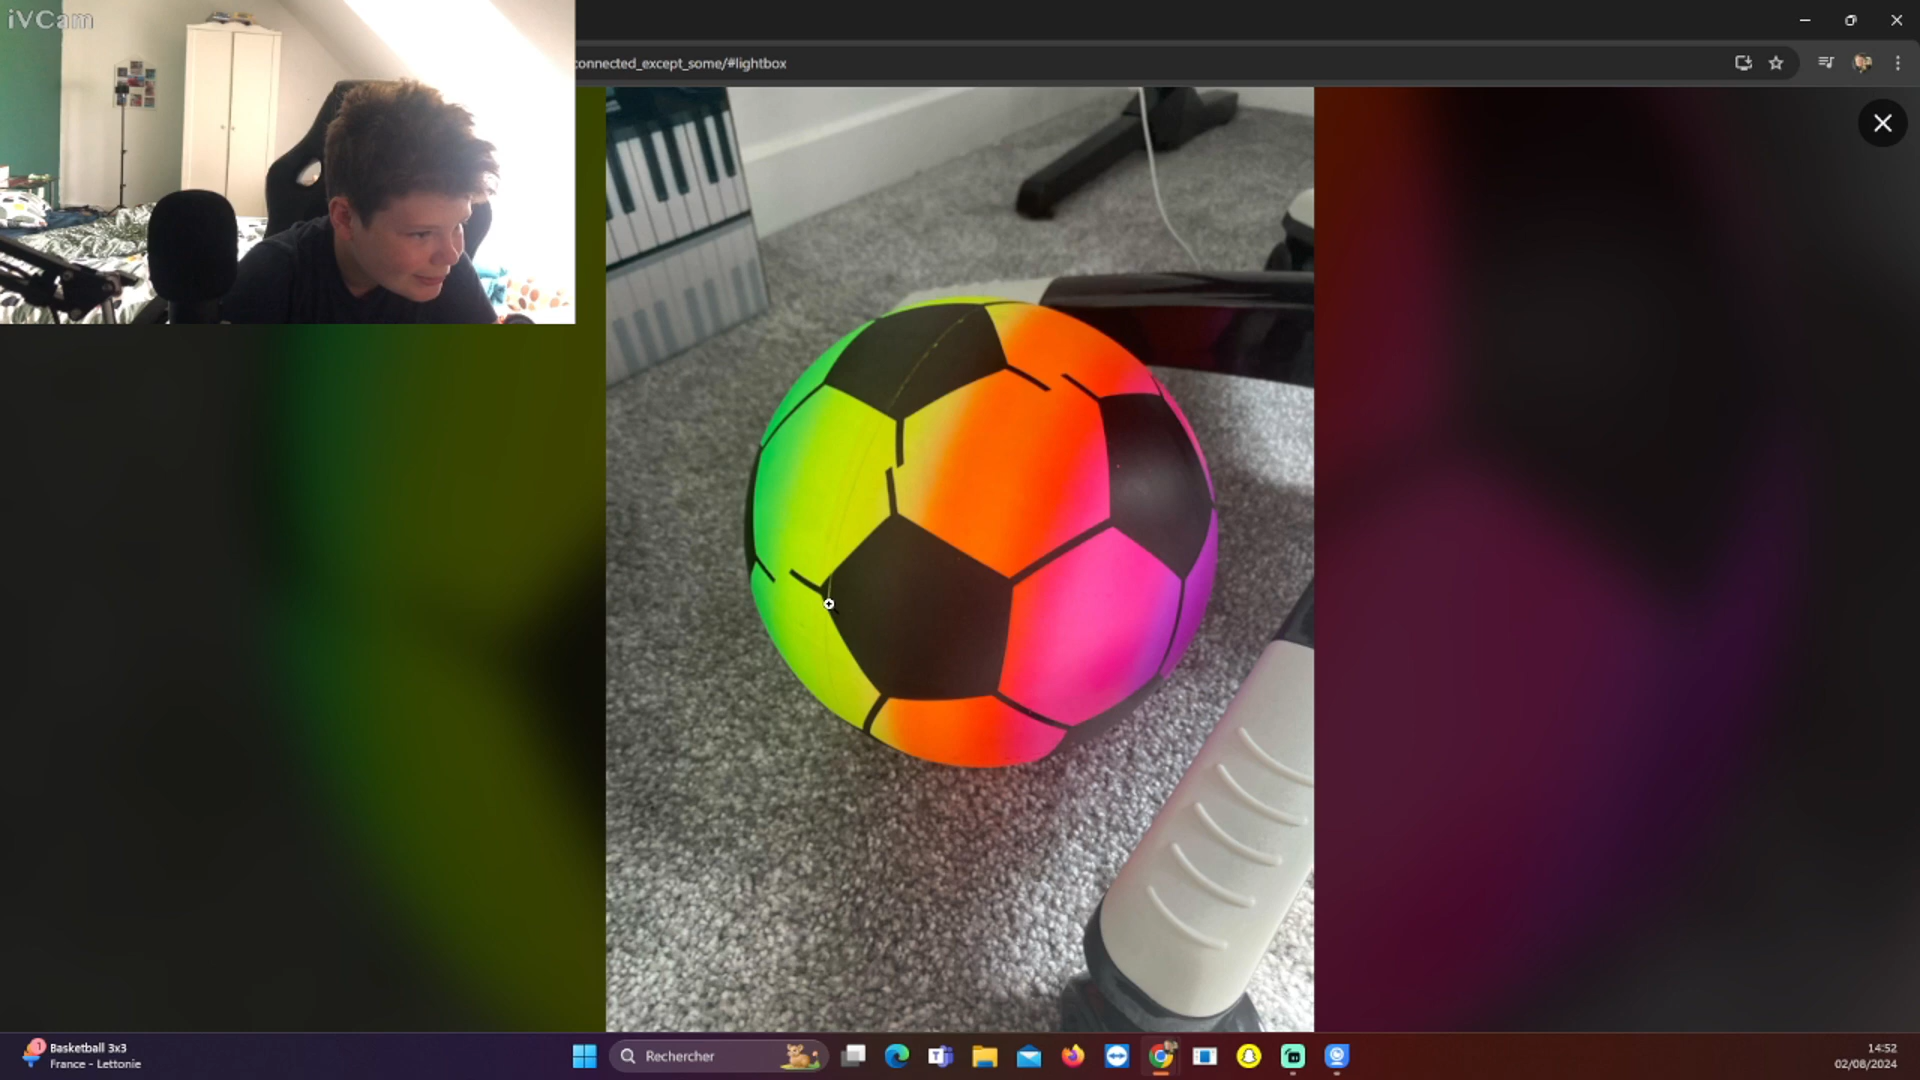 iVCam
connected_except_some/#lightbox
Basketball 3x3
France - Lettonie
Rechercher
14:52
02/08/2024